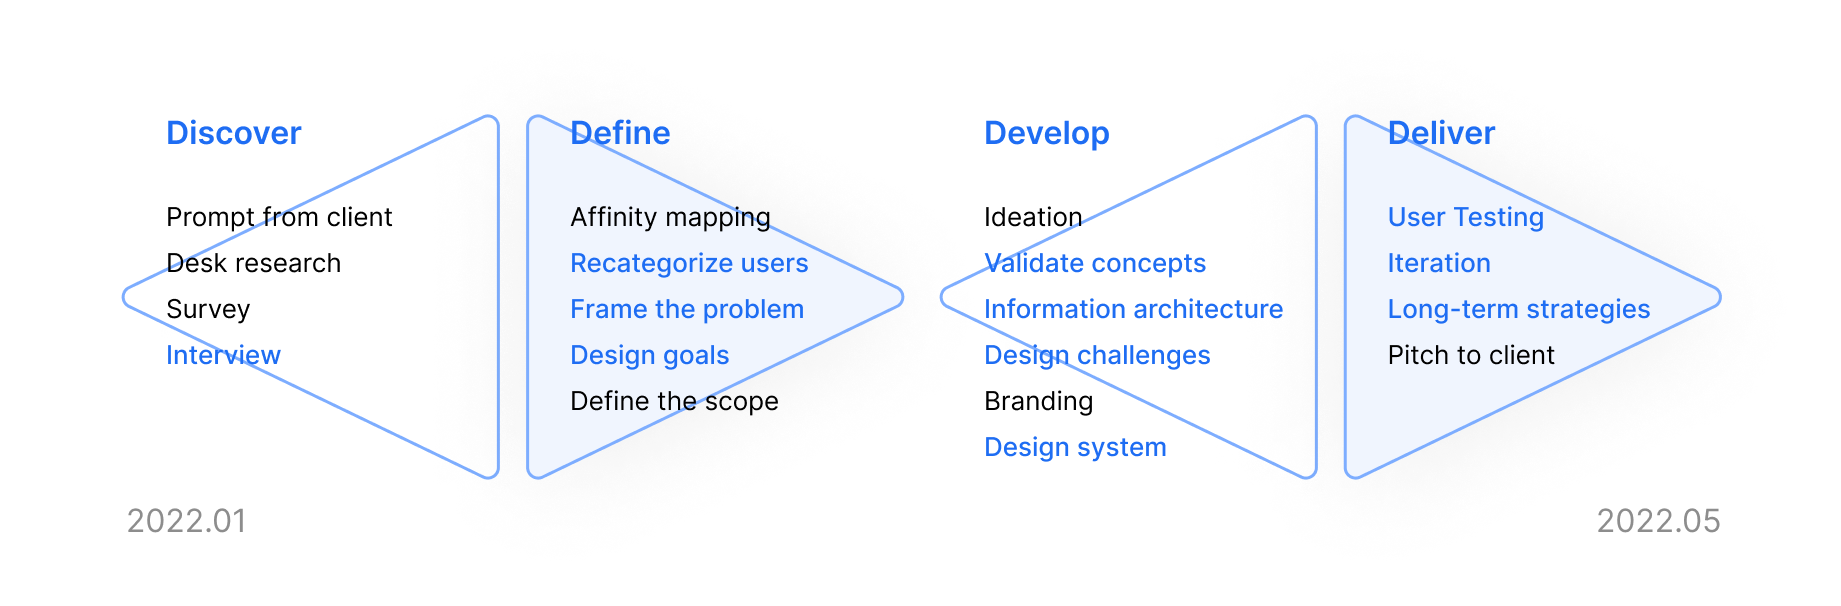 Discover
Prompt from client
Desk research
Survey
Interview
Define
Affinity mapping
Recategorize users
Frame the problem
Design goals
Define the scope
Develop
Ideation
Validate concepts
Information architecture
Design challenges
Branding
Design system
Deliver
User Testing
Iteration
Long-term strategies
Pitch to client
2022.01
2022.05